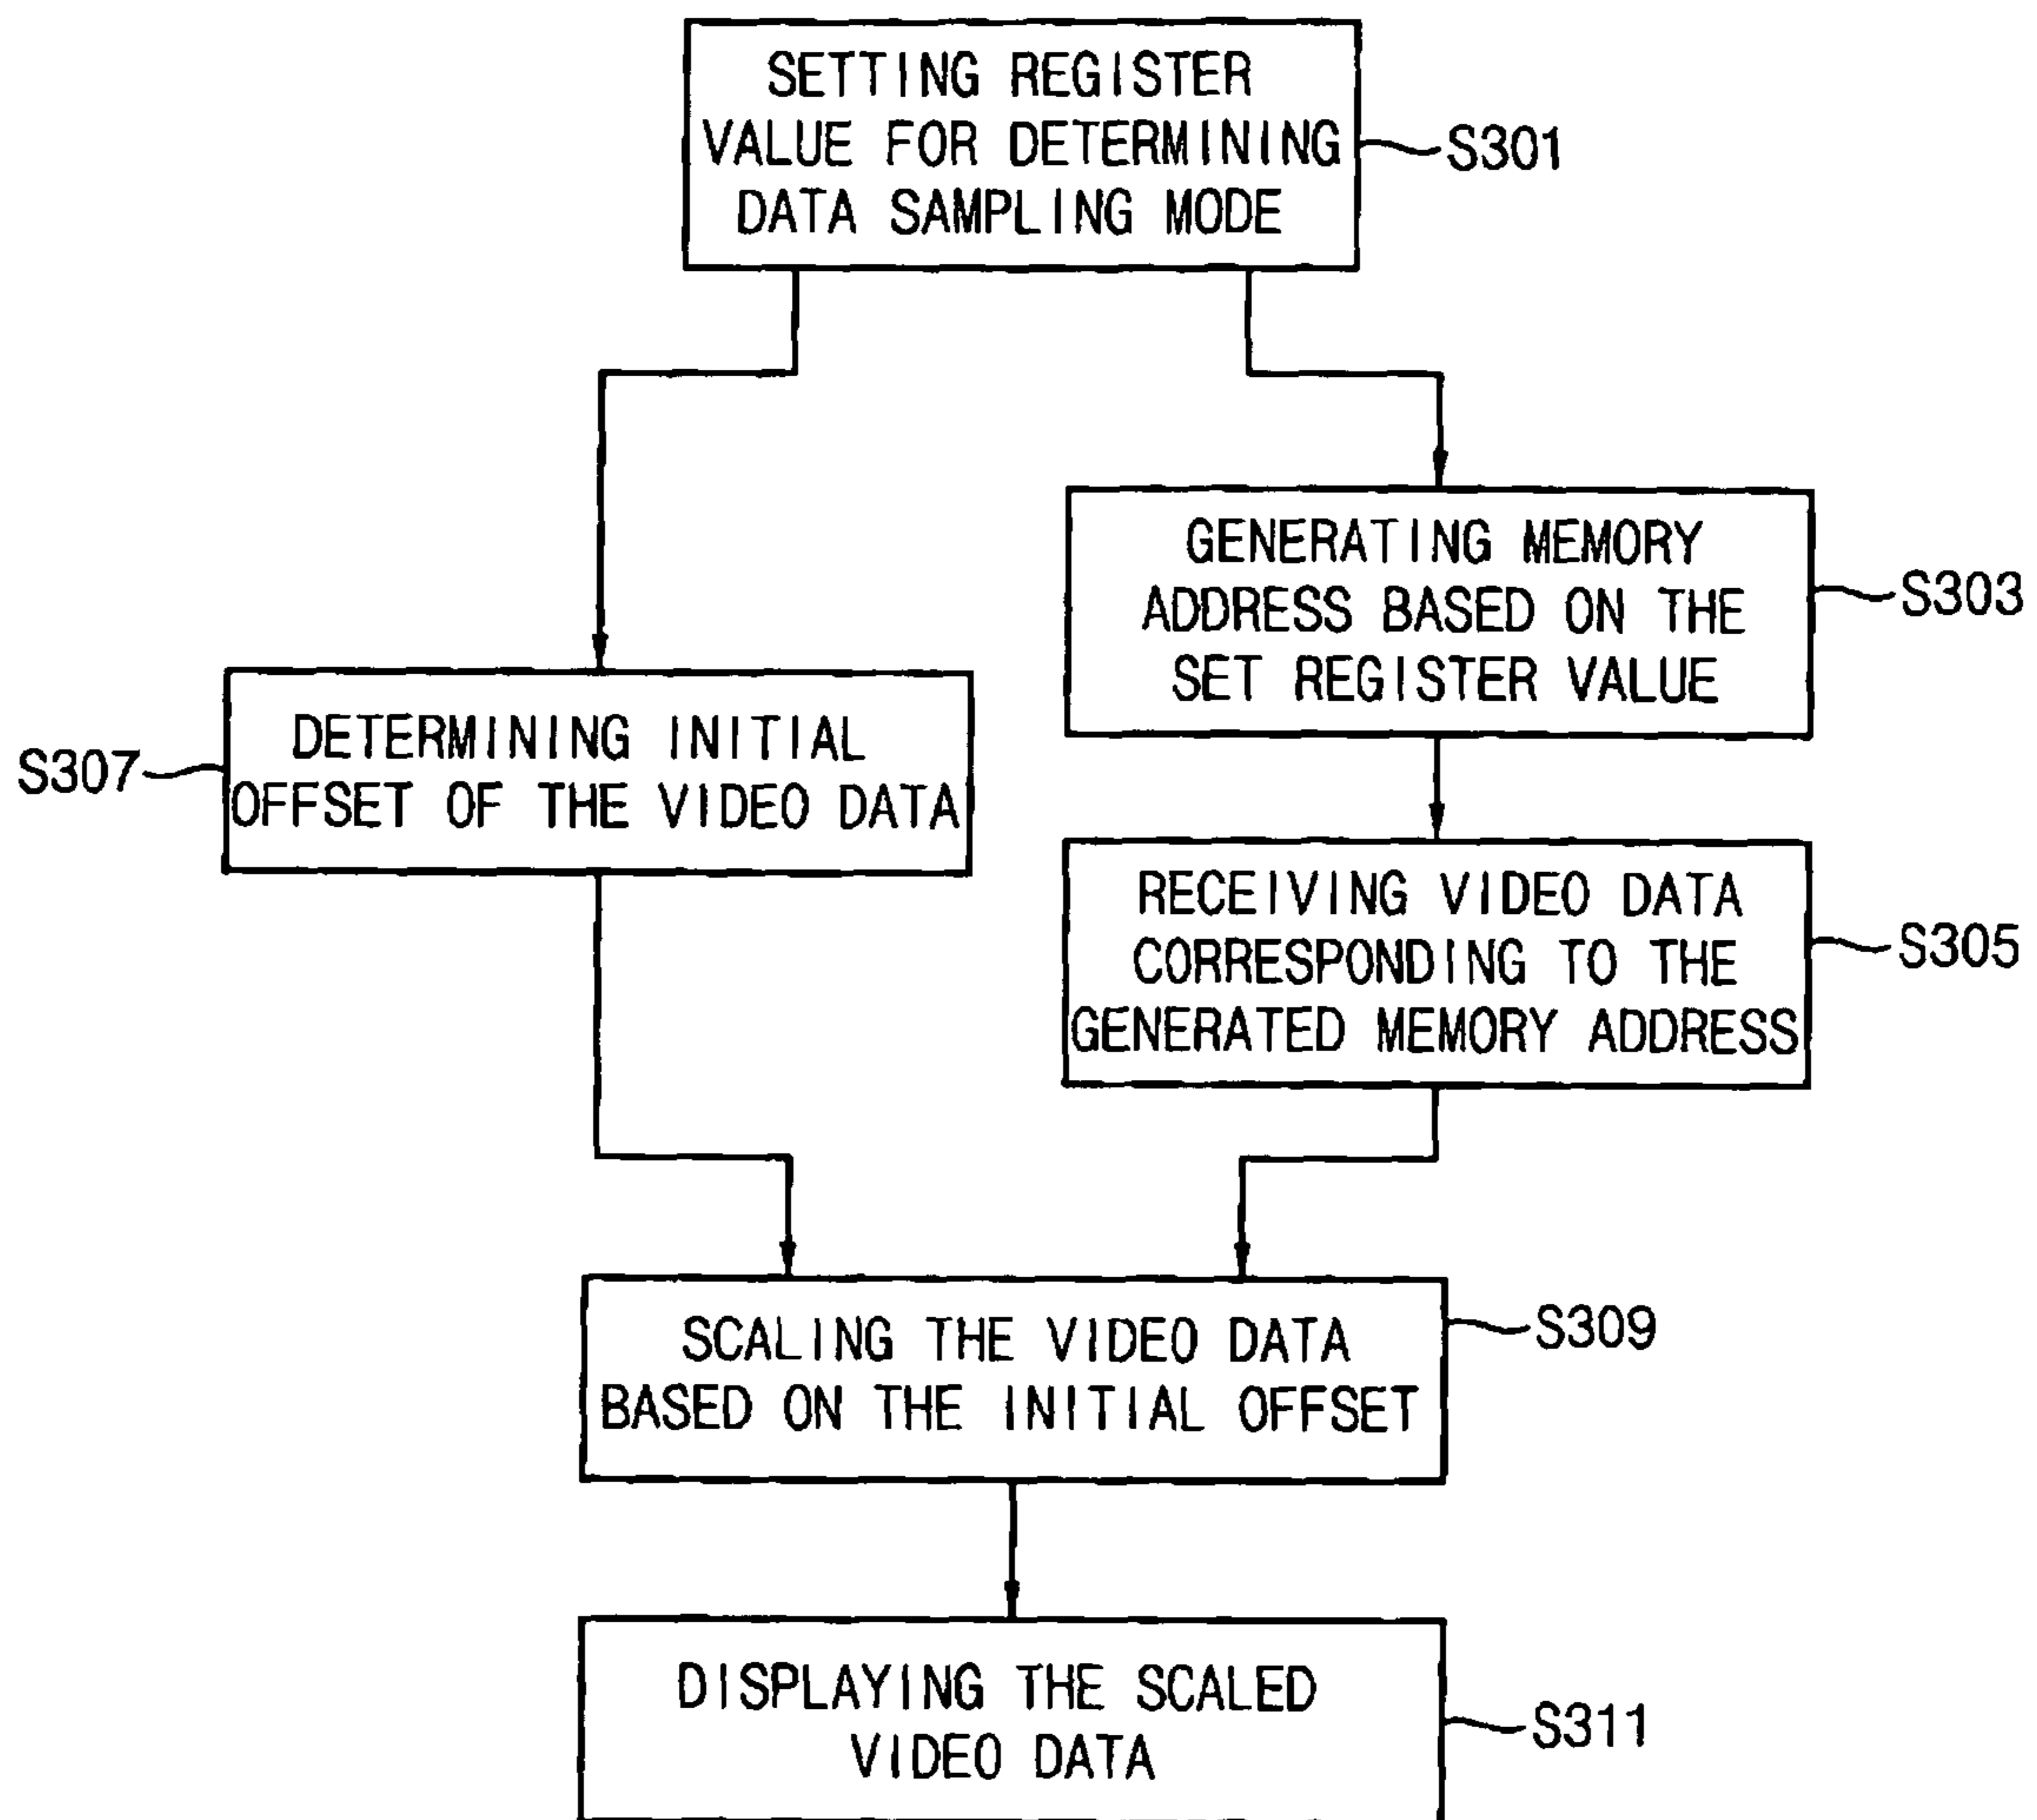 SETTING REGISTER
VALUE FOR DETERMINING
DATA SAMPLING MODE
S301
GENERATING MEMORY
ADDRESS BASED ON THE
SET REGISTER VALUE
S303
DETERMINING INITIAL
OFFSET OF THE VIDEO DATA
S307
RECEIVING VIDEO DATA
CORRESPONDING TO THE
GENERATED MEMORY ADDRESS
S305
SCALING THE VIDEO DATA
BASED ON THE INITIAL OFFSET
S309
DISPLAYING THE SCALED
VIDEO DATA
S311